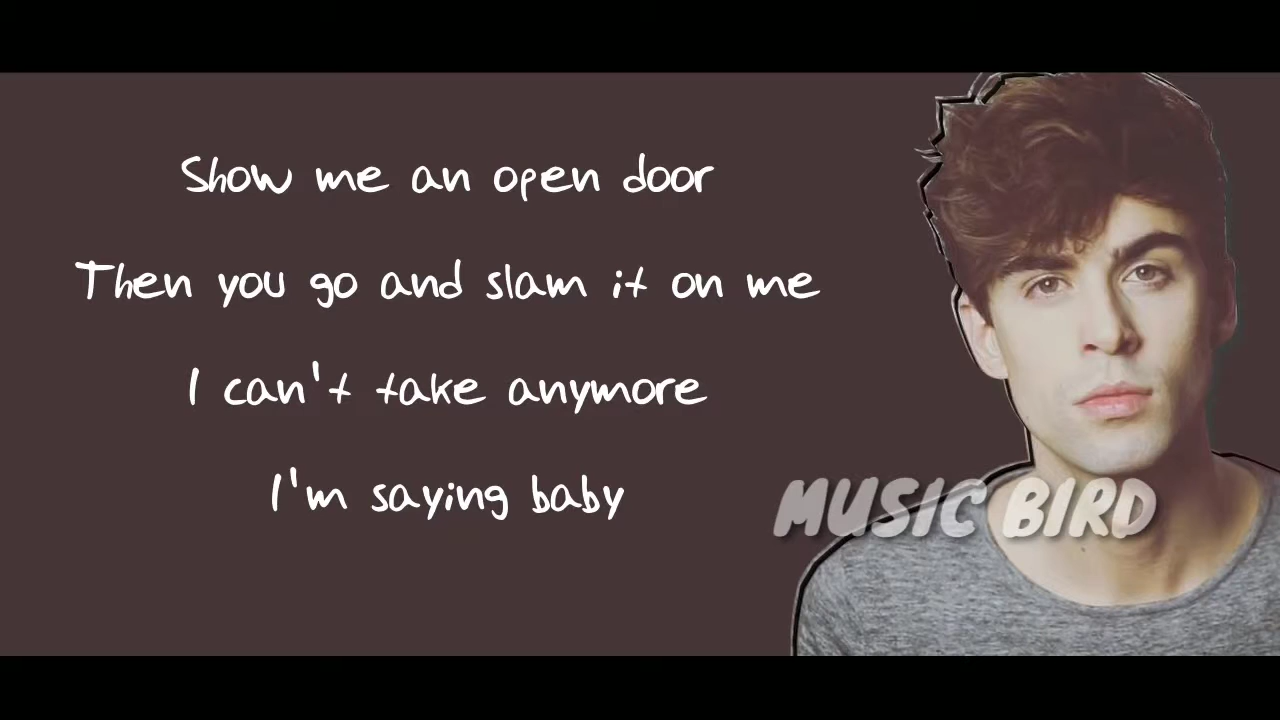 Show me an open door
Then you go and slam it on me
I can't take anymore
I'm saying baby
MUSIC BIRD